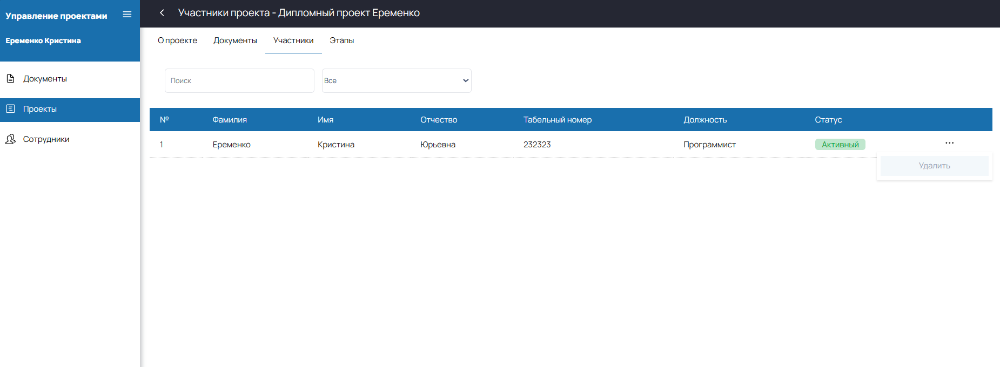 Управление проектами
Еременко Кристина
Документы
Проекты
Сотрудники
Участники проекта - Дипломный проект Еременко
О проекте Документы Участники Этапы
Поиск Все
№ Фамилия Имя Отчество Табельный номер Должность Статус
1 Еременко Кристина Юрьевна 232323 Программист Активный ...
Удалить